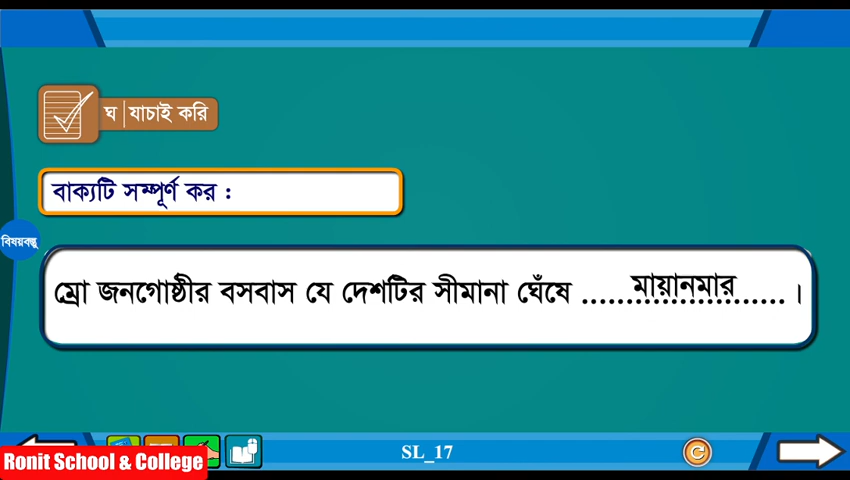 ঘ | যাচাই করি
বাক্যটি সম্পূর্ণ কর :
বিষয়বস্তু
ম্রো জনগোষ্ঠীর বসবাস যে দেশটির সীমানা ঘেঁষে ....................... ।
মায়ানমার
SL_17
Ronit School & College